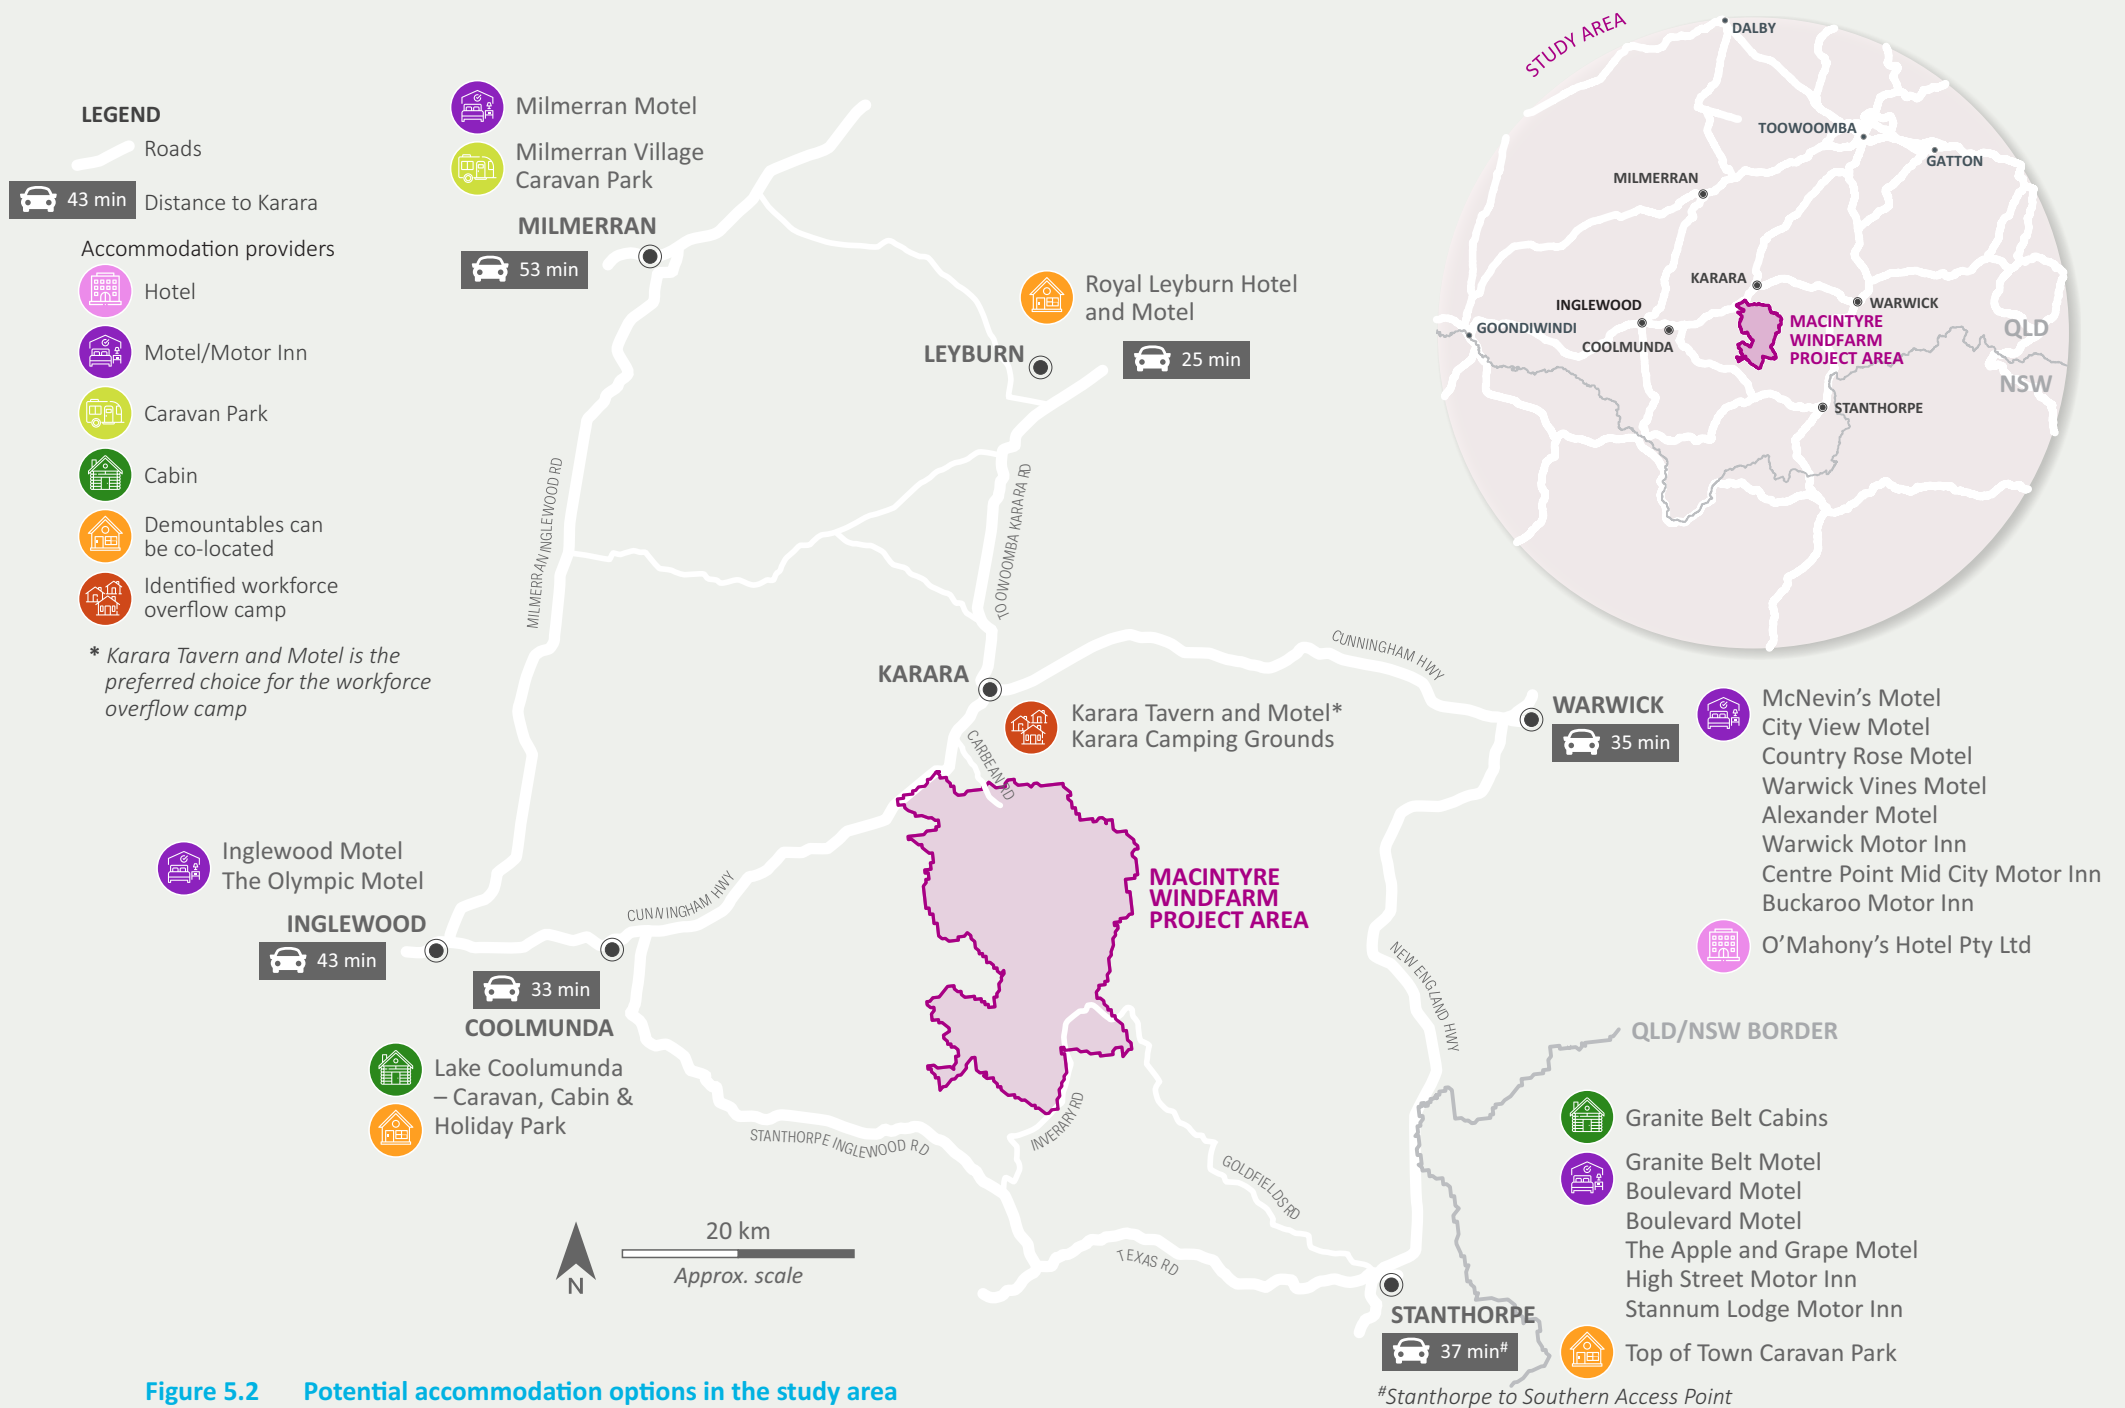 LEGEND
Roads
43 min
Distance to Karara
Accommodation providers
Hotel
Motel/Motor Inn
Caravan Park
Cabin
Demountables can
be co-located
Identified workforce
overflow camp
* Karara Tavern and Motel is the
preferred choice for the workforce
overflow camp
Milmerran Motel
Milmerran Village
Caravan Park
MILMERRAN
53 min
Royal Leyburn Hotel
and Motel
LEYBURN
25 min
MILMERRAN INGLEWOOD RD
TOOWOOMBA KARARA RD
KARARA
Karara Tavern and Motel*
Karara Camping Grounds
CARBEAN RD
CUNNINGHAM HWY
WARWICK
35 min
McNevin’s Motel
City View Motel
Country Rose Motel
Warwick Vines Motel
Alexander Motel
Warwick Motor Inn
Centre Point Mid City Motor Inn
Buckaroo Motor Inn
O’Mahony’s Hotel Pty Ltd
Inglewood Motel
The Olympic Motel
INGLEWOOD
43 min
CUNNINGHAM HWY
33 min
COOLMUNDA
Lake Coolumunda
– Caravan, Cabin &
Holiday Park
MACINTYRE
WINDFARM
PROJECT AREA
NEW ENGLAND HWY
QLD/NSW BORDER
STANTHORPE INGLEWOOD RD
INVERARY RD
GOLDFIELDS RD
TEXAS RD
Granite Belt Cabins
Granite Belt Motel
Boulevard Motel
Boulevard Motel
The Apple and Grape Motel
High Street Motor Inn
Stannum Lodge Motor Inn
Top of Town Caravan Park
STANTHORPE
37 min#
#Stanthorpe to Southern Access Point
20 km
Approx. scale
N
Figure 5.2 Potential accommodation options in the study area
STUDY AREA
DALBY
TOOWOOMBA
GATTON
MILMERRAN
KARARA
INGLEWOOD
WARWICK
GOONDIWINDI
COOLMUNDA
MACINTYRE
WINDFARM
PROJECT AREA
QLD
NSW
STANTHORPE